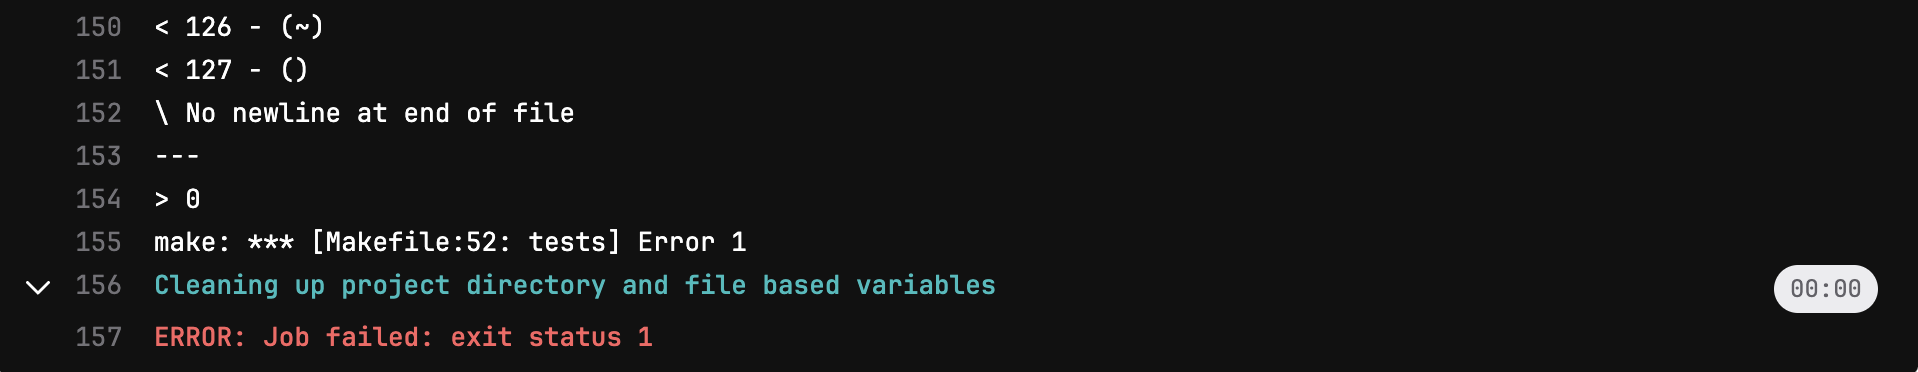 150 < 126 - (~)
151 < 127 - ()
152 \ No newline at end of file
153 ---
154 > 0
155 make: *** [Makefile:52: tests] Error 1
156 Cleaning up project directory and file based variables 00:00
157 ERROR: Job failed: exit status 1